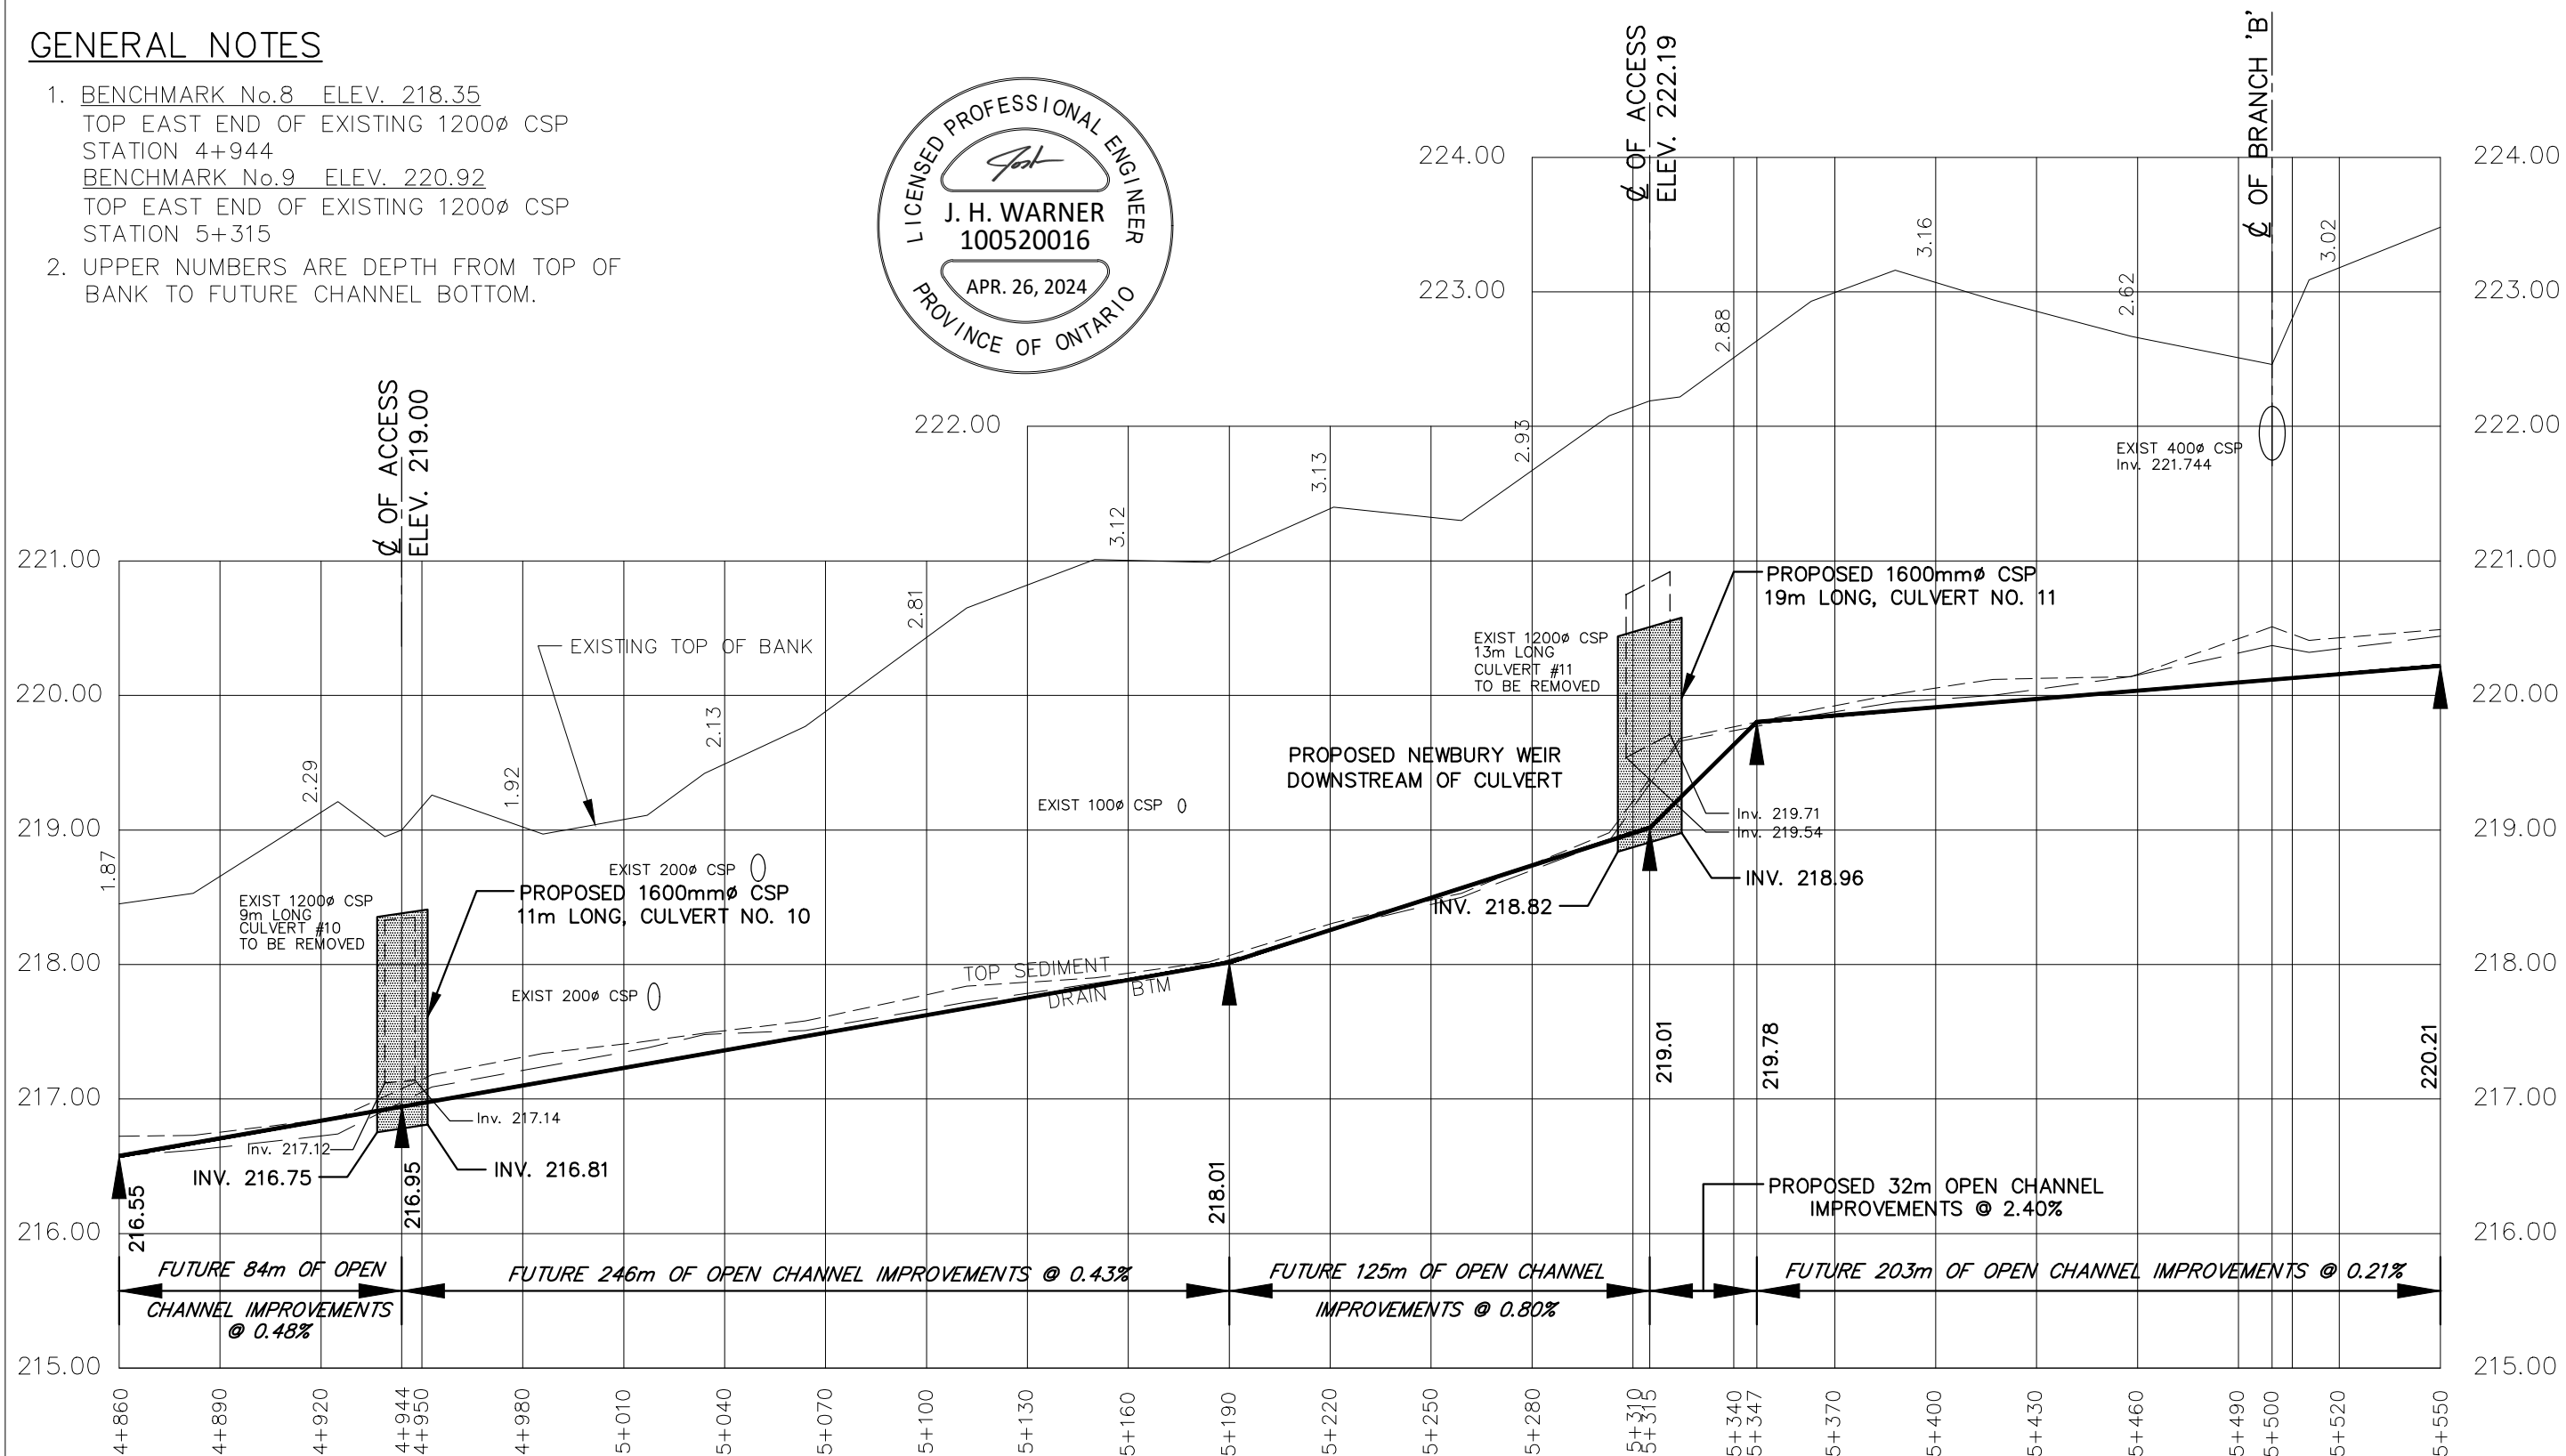 GENERAL NOTES
1. BENCHMARK No.8 ELEV. 218.35
TOP EAST END OF EXISTING 1200ø CSP
STATION 4+944
BENCHMARK No.9 ELEV. 220.92
TOP EAST END OF EXISTING 1200ø CSP
STATION 5+315
2. UPPER NUMBERS ARE DEPTH FROM TOP OF
BANK TO FUTURE CHANNEL BOTTOM.
LICENSED PROFESSIONAL ENGINEER
J. H. WARNER
100520016
APR. 26, 2024
PROVINCE OF ONTARIO
℄ OF ACCESS
ELEV. 219.00
℄ OF ACCESS
ELEV. 222.19
℄ OF BRANCH 'B'
224.00
223.00
222.00
221.00
220.00
219.00
218.00
217.00
216.00
215.00
224.00
223.00
222.00
221.00
220.00
219.00
218.00
217.00
216.00
215.00
1.87
2.29
1.92
2.13
2.81
3.12
3.13
2.93
2.88
3.16
2.62
3.02
EXISTING TOP OF BANK
EXIST 400ø CSP
Inv. 221.744
PROPOSED 1600mmø CSP
19m LONG, CULVERT NO. 11
EXIST 1200ø CSP
13m LONG
CULVERT #11
TO BE REMOVED
PROPOSED NEWBURY WEIR
DOWNSTREAM OF CULVERT
EXIST 100ø CSP
Inv. 219.71
Inv. 219.54
INV. 218.96
INV. 218.82
EXIST 200ø CSP
PROPOSED 1600mmø CSP
11m LONG, CULVERT NO. 10
EXIST 1200ø CSP
9m LONG
CULVERT #10
TO BE REMOVED
EXIST 200ø CSP
TOP SEDIMENT
DRAIN BTM
Inv. 217.14
Inv. 217.12
INV. 216.75
INV. 216.81
216.55
216.95
218.01
219.01
219.78
220.21
PROPOSED 32m OPEN CHANNEL
IMPROVEMENTS @ 2.40%
FUTURE 84m OF OPEN
CHANNEL IMPROVEMENTS
@ 0.48%
FUTURE 246m OF OPEN CHANNEL IMPROVEMENTS @ 0.43%
FUTURE 125m OF OPEN CHANNEL
IMPROVEMENTS @ 0.80%
FUTURE 203m OF OPEN CHANNEL IMPROVEMENTS @ 0.21%
4+860
4+890
4+920
4+944
4+950
4+980
5+010
5+040
5+070
5+100
5+130
5+160
5+190
5+220
5+250
5+280
5+310
5+315
5+340
5+347
5+370
5+400
5+430
5+460
5+490
5+500
5+520
5+550